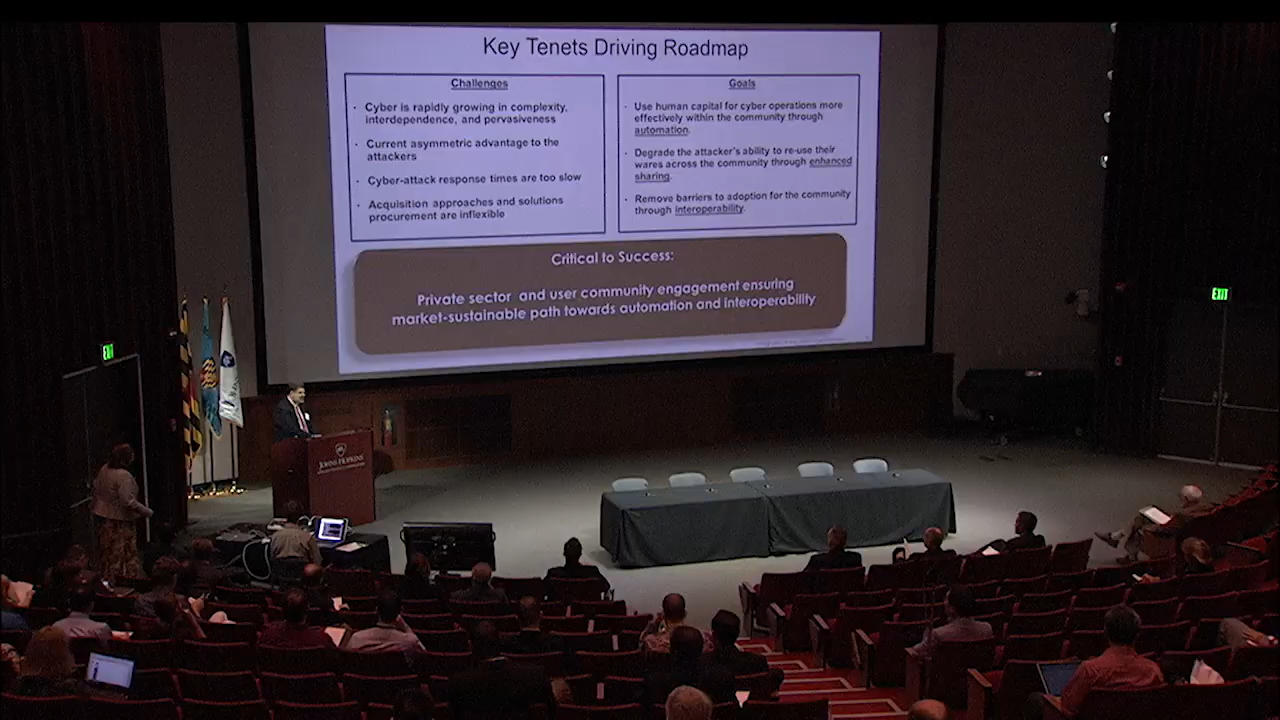 Key Tenets Driving Roadmap
Challenges
· Cyber is rapidly growing in complexity,
interdependence, and pervasiveness
· Current asymmetric advantage to the
attackers
· Cyber-attack response times are too slow
· Acquisition approaches and solutions
procurement are inflexible
Goals
· Use human capital for cyber operations more
effectively within the community through
automation.
· Degrade the attacker's ability to re-use their
wares across the community through enhanced
sharing.
· Remove barriers to adoption for the community
through interoperability.
Critical to Success:
Private sector and user community engagement ensuring
market-sustainable path towards automation and interoperability
EXIT
EXIT
JOHNS HOPKINS